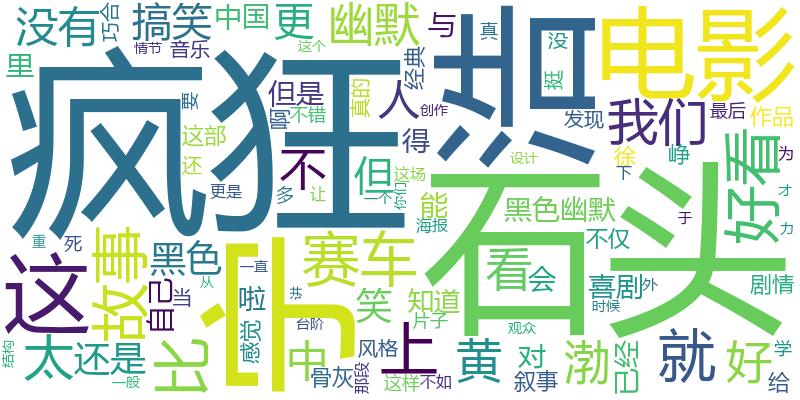 没有
巧合
搞笑
中国
更
幽默
与
真
没
电影
情节
音乐
这个
里
疯狂
要
但是
真的
人
经典
挺
浩
我们
最后
作品
发现
不错
创作
这部
还
不
但
得
这场
你们
设计
徐
峥
为
好看
更是
多
让
一个
能
海报
黑色幽默
下
才
力
于
不仅
石头
重
死
故事
黑色
赛车
看
会
喜剧
外
剧情
时候
这
自己
当
从
一直
宁
啦
感觉
笑
知道
片子
上
台阶
观众
结构
太
还是
一般
比
中
骨灰
那段
风格
这样
不如
黄
对
叙事
渤
已经
就
好
学
给